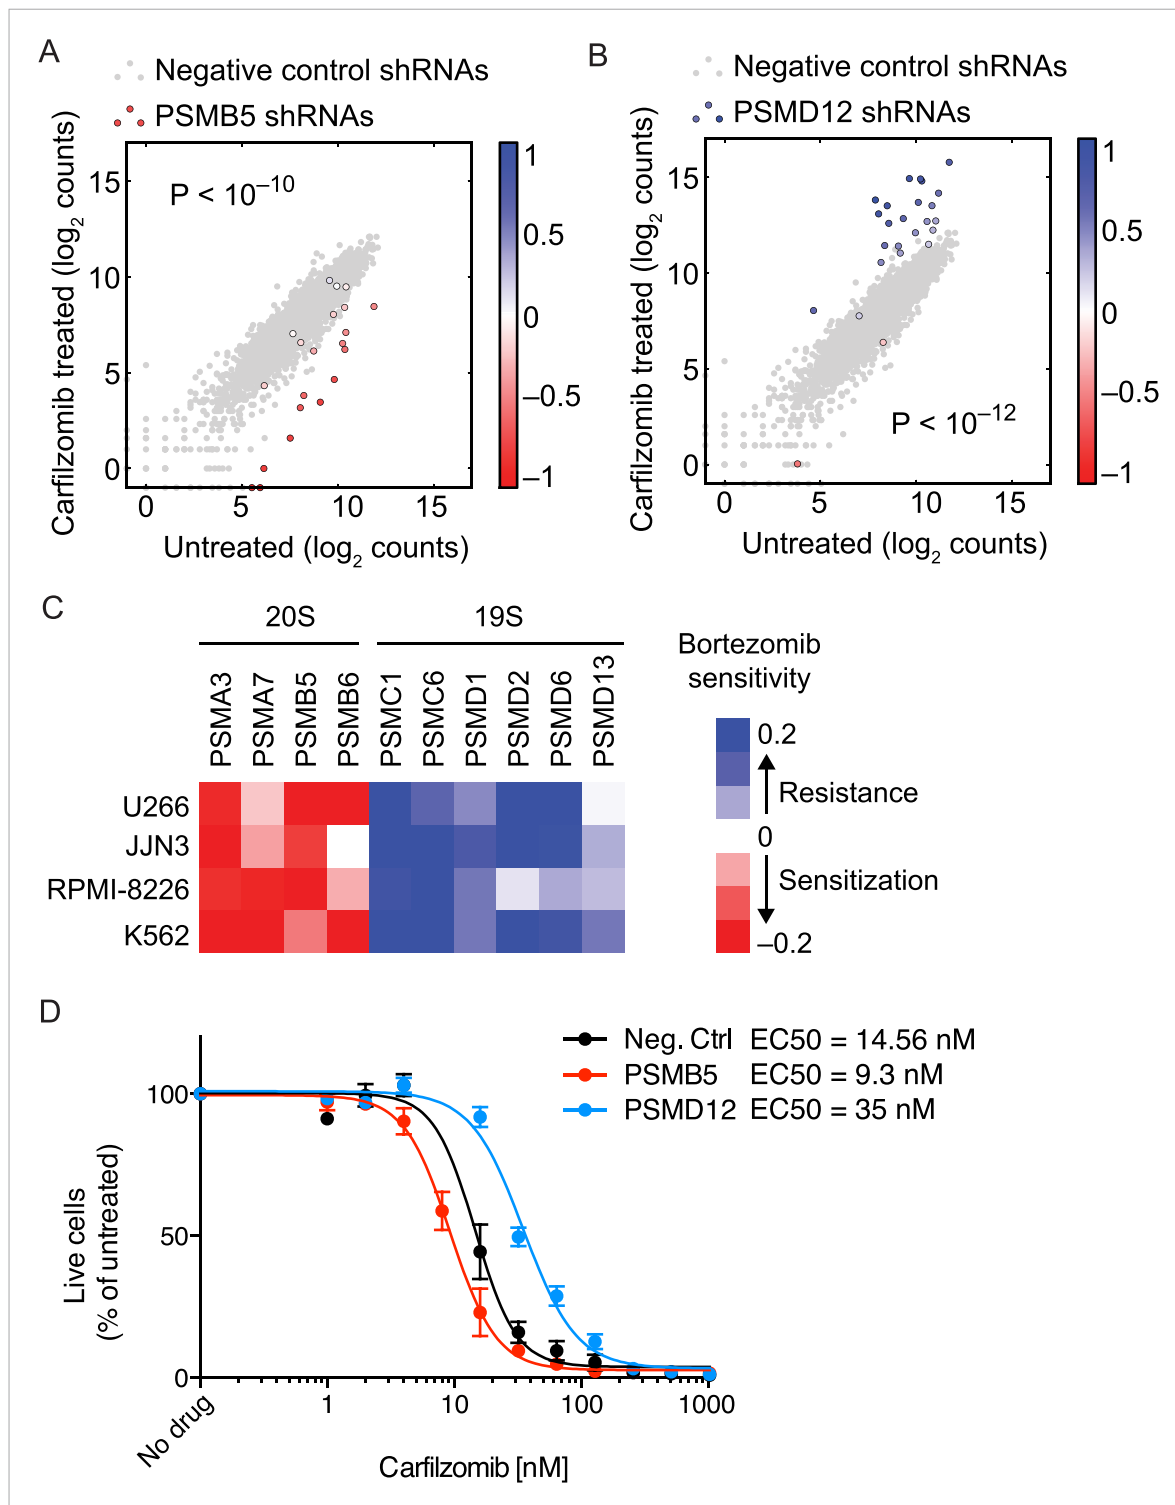 A
Negative control shRNAs
PSMB5 shRNAs
P < 10⁻¹⁰
Carfilzomib treated (log₂ counts)
15
10
5
0
0
5
10
15
Untreated (log₂ counts)
1
0.5
0
–0.5
–1
B
Negative control shRNAs
PSMD12 shRNAs
P < 10⁻¹²
Carfilzomib treated (log₂ counts)
15
10
5
0
0
5
10
15
Untreated (log₂ counts)
1
0.5
0
–0.5
–1
C
20S
19S
PSMA3
PSMA7
PSMB5
PSMB6
PSMC1
PSMC6
PSMD1
PSMD2
PSMD6
PSMD13
U266
JJN3
RPMI-8226
K562
Bortezomib
sensitivity
0.2
Resistance
0
Sensitization
–0.2
D
Neg. Ctrl EC50 = 14.56 nM
PSMB5 EC50 = 9.3 nM
PSMD12 EC50 = 35 nM
Live cells
(% of untreated)
100
50
0
No drug
1
10
100
1000
Carfilzomib [nM]